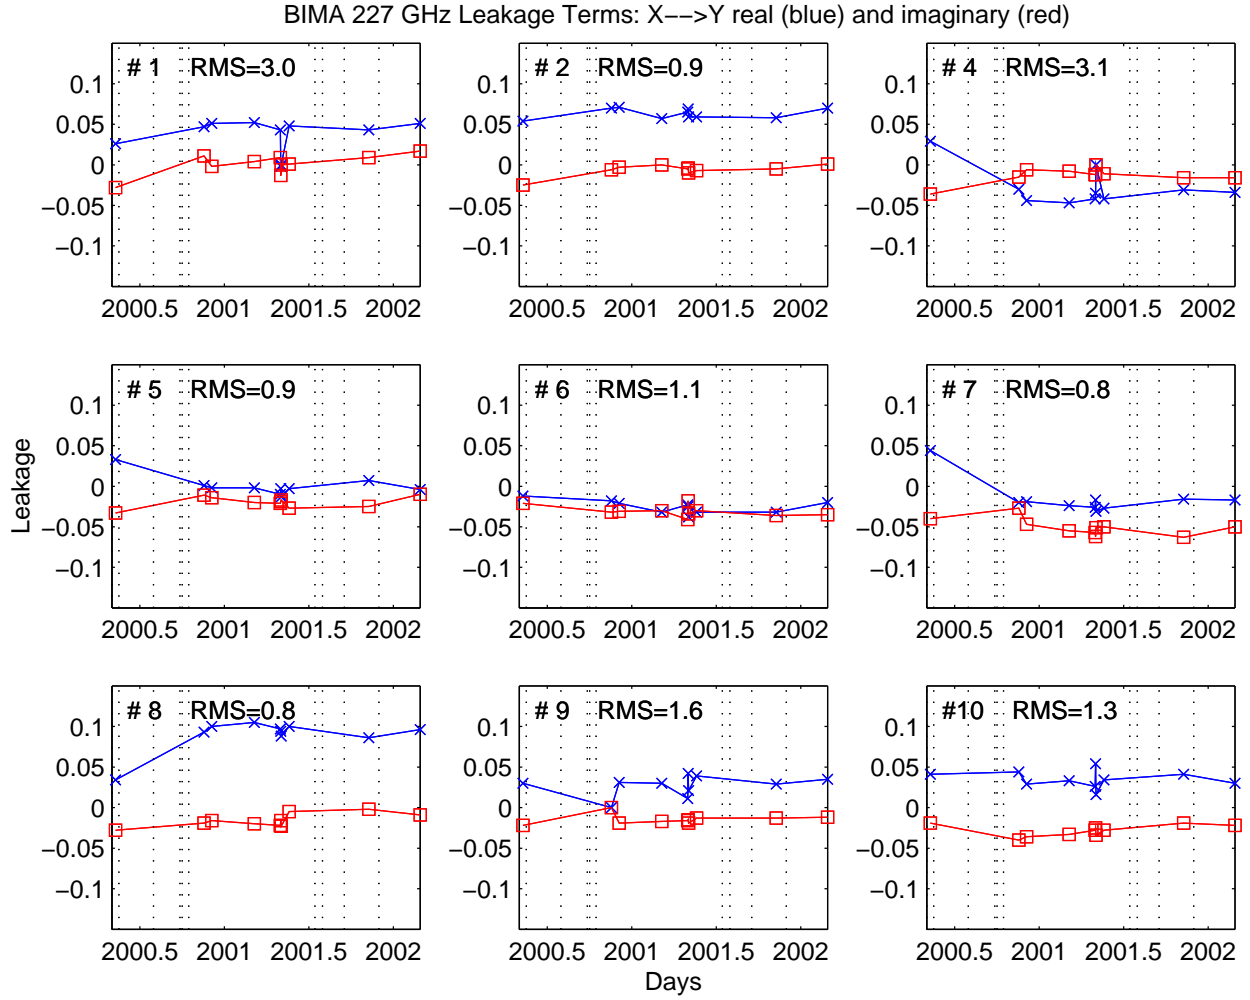 BIMA 227 GHz Leakage Terms: X−−>Y real (blue) and imaginary (red)
# 1 RMS=3.0
# 2 RMS=0.9
# 4 RMS=3.1
0.1
0.05
0
−0.05
−0.1
0.1
0.05
0
−0.05
−0.1
0.1
0.05
0
−0.05
−0.1
2000.5 2001 2001.5 2002
2000.5 2001 2001.5 2002
2000.5 2001 2001.5 2002
# 5 RMS=0.9
# 6 RMS=1.1
# 7 RMS=0.8
0.1
0.05
0
−0.05
−0.1
0.1
0.05
0
−0.05
−0.1
0.1
0.05
0
−0.05
−0.1
Leakage
2000.5 2001 2001.5 2002
2000.5 2001 2001.5 2002
2000.5 2001 2001.5 2002
# 8 RMS=0.8
# 9 RMS=1.6
#10 RMS=1.3
0.1
0.05
0
−0.05
−0.1
0.1
0.05
0
−0.05
−0.1
0.1
0.05
0
−0.05
−0.1
2000.5 2001 2001.5 2002
2000.5 2001 2001.5 2002
2000.5 2001 2001.5 2002
Days